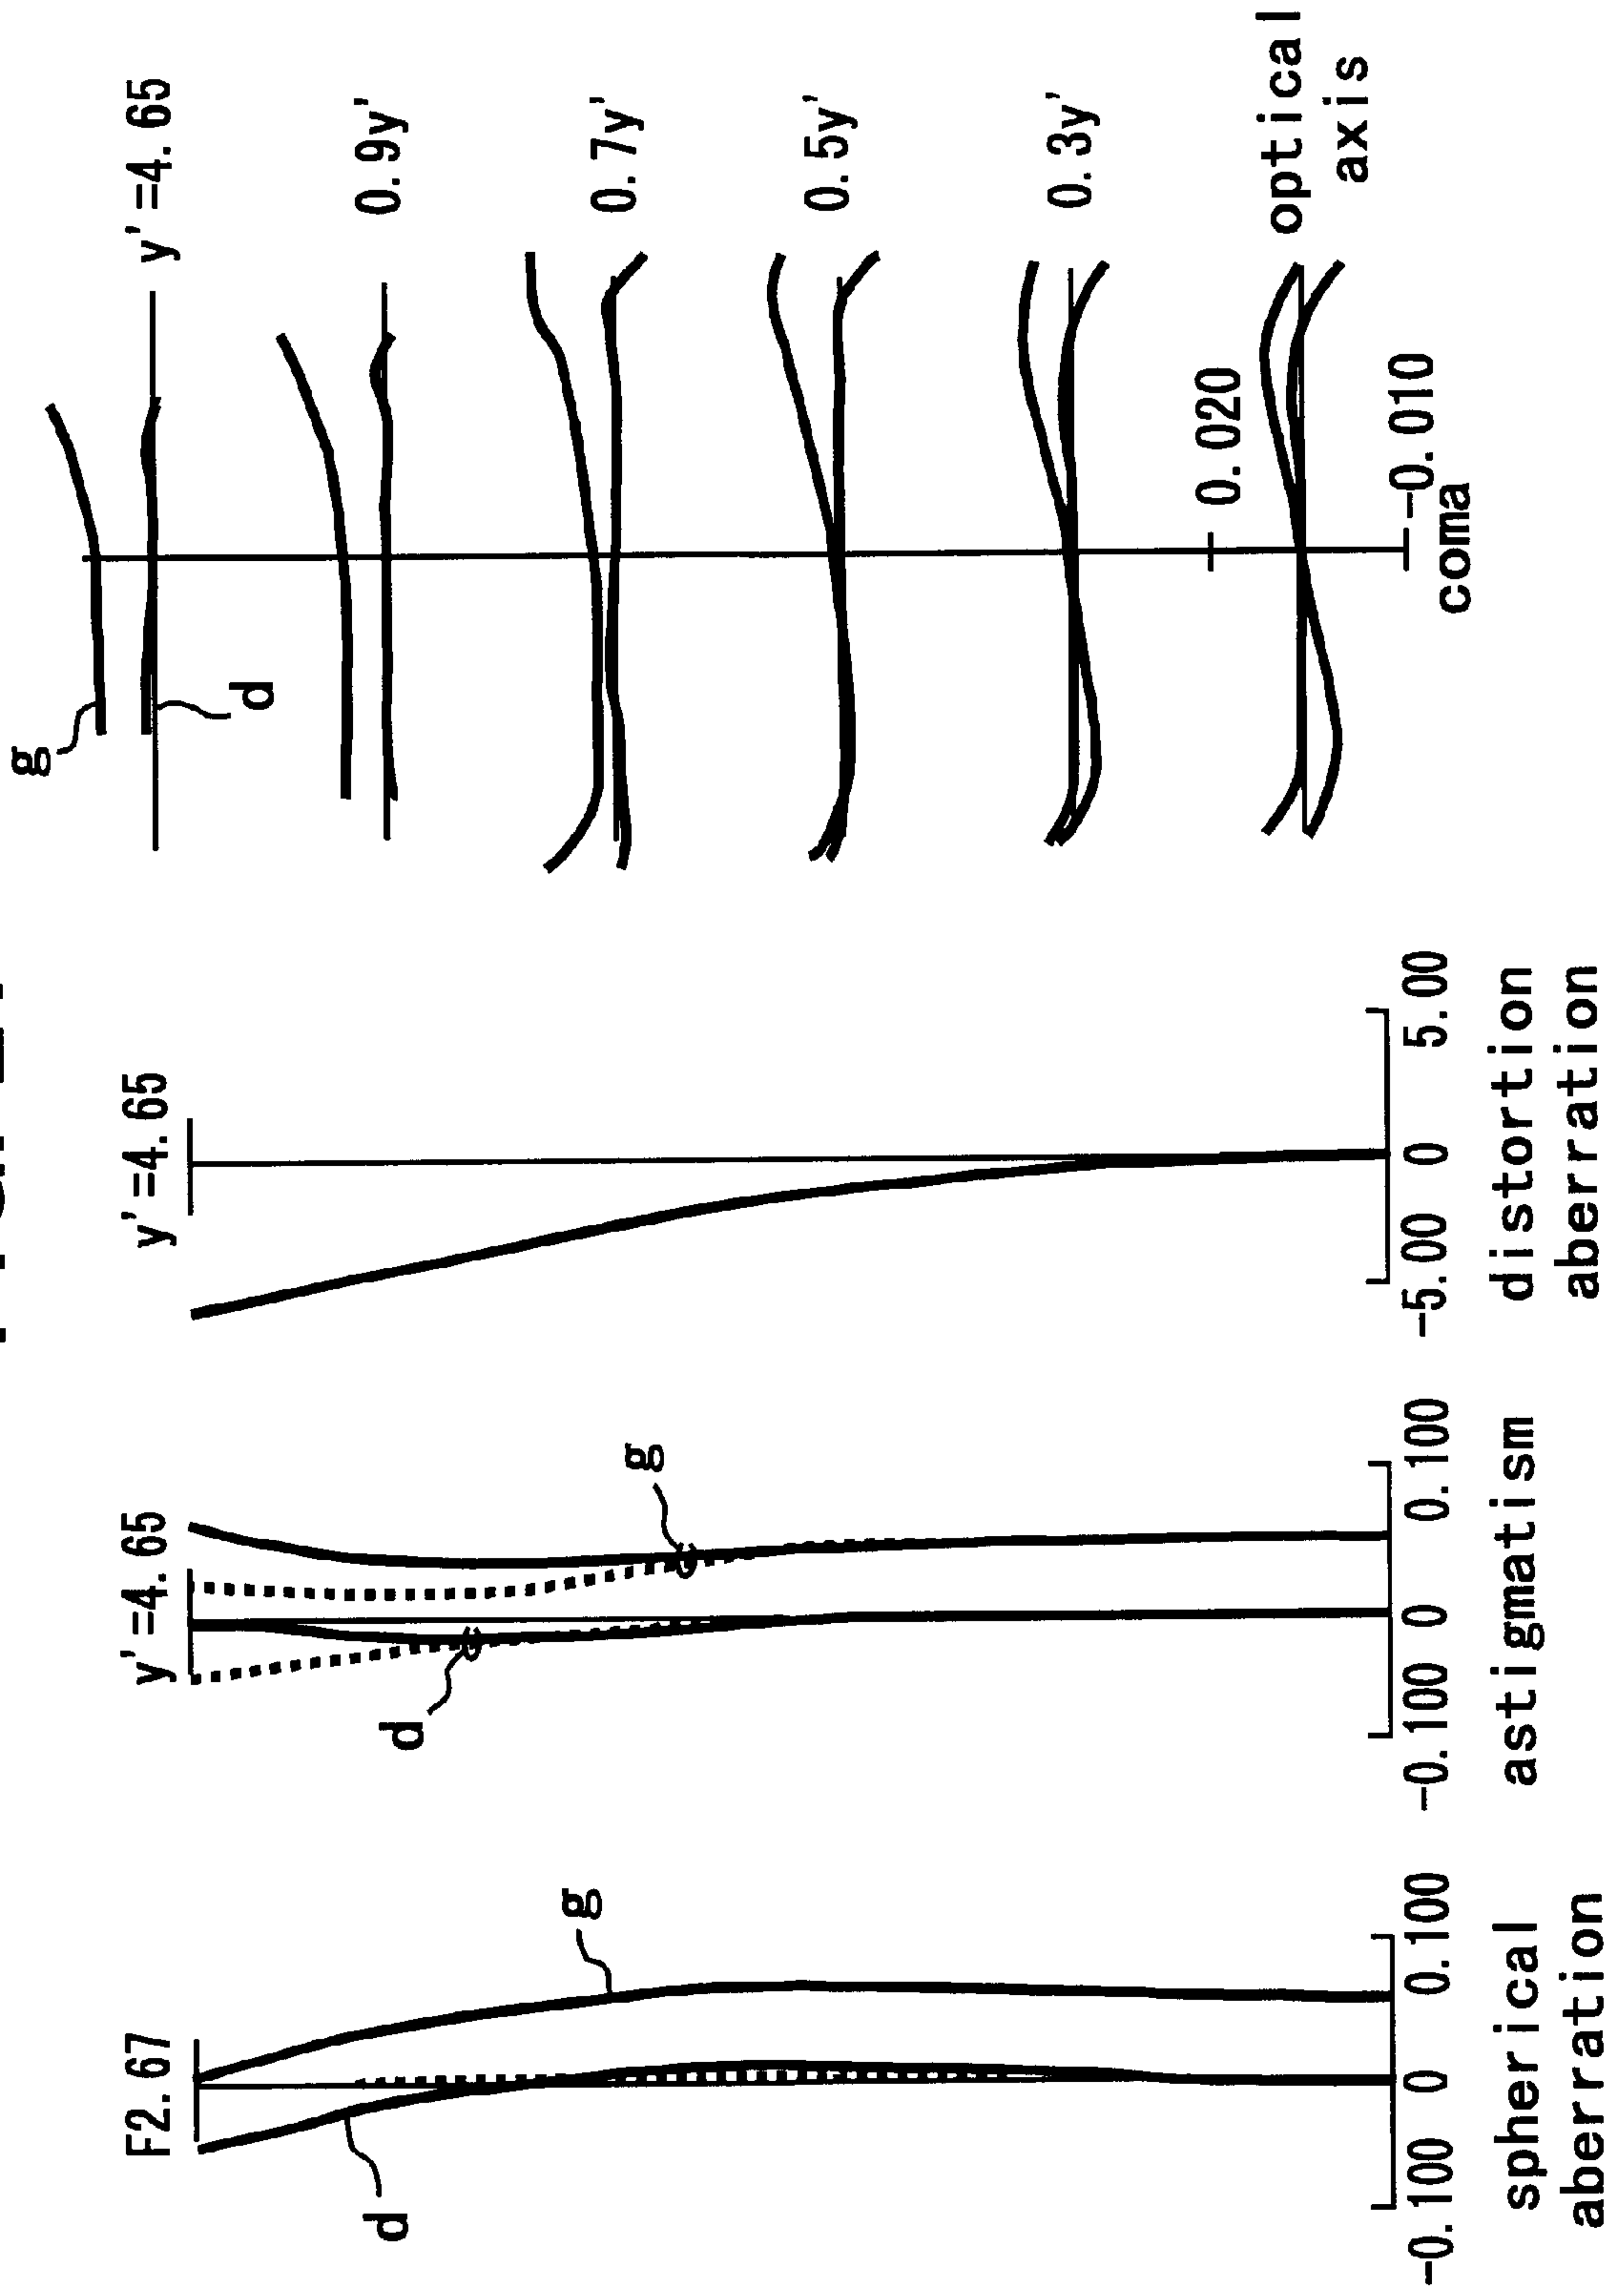 F2.67
d
g
-0.100
0
0.100
spherical
aberration
y'=4.65
d
g
-0.100
0
0.100
astigmatism
y'=4.65
-5.00
0
5.00
distortion
aberration
g
d
y'=4.65
0.9y'
0.7y'
0.5y'
0.3y'
0.020
optical
axis
-0.010
coma